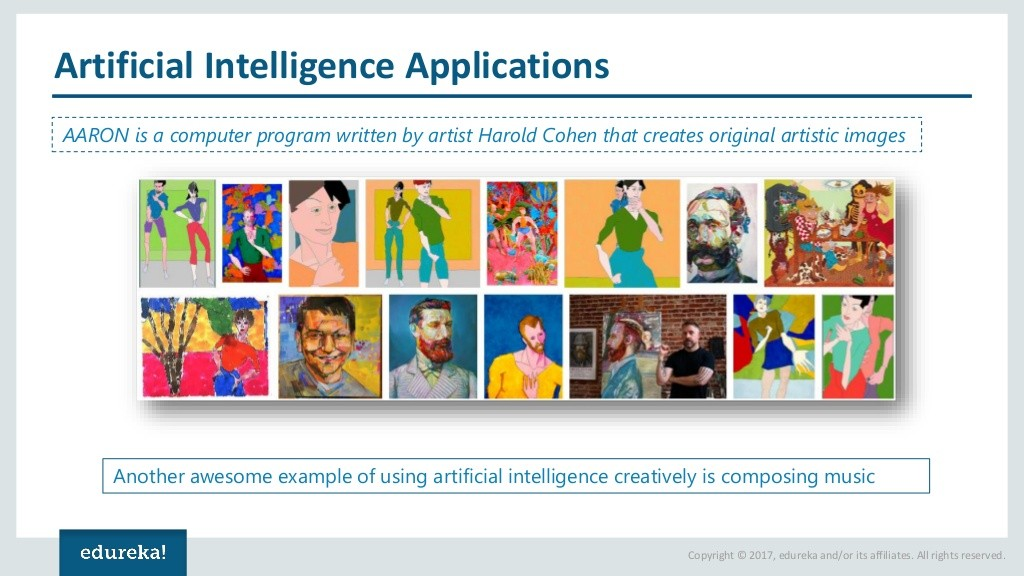 Artificial Intelligence Applications
AARON is a computer program written by artist Harold Cohen that creates original artistic images
Another awesome example of using artificial intelligence creatively is composing music
edureka!
Copyright © 2017, edureka and/or its affiliates. All rights reserved.